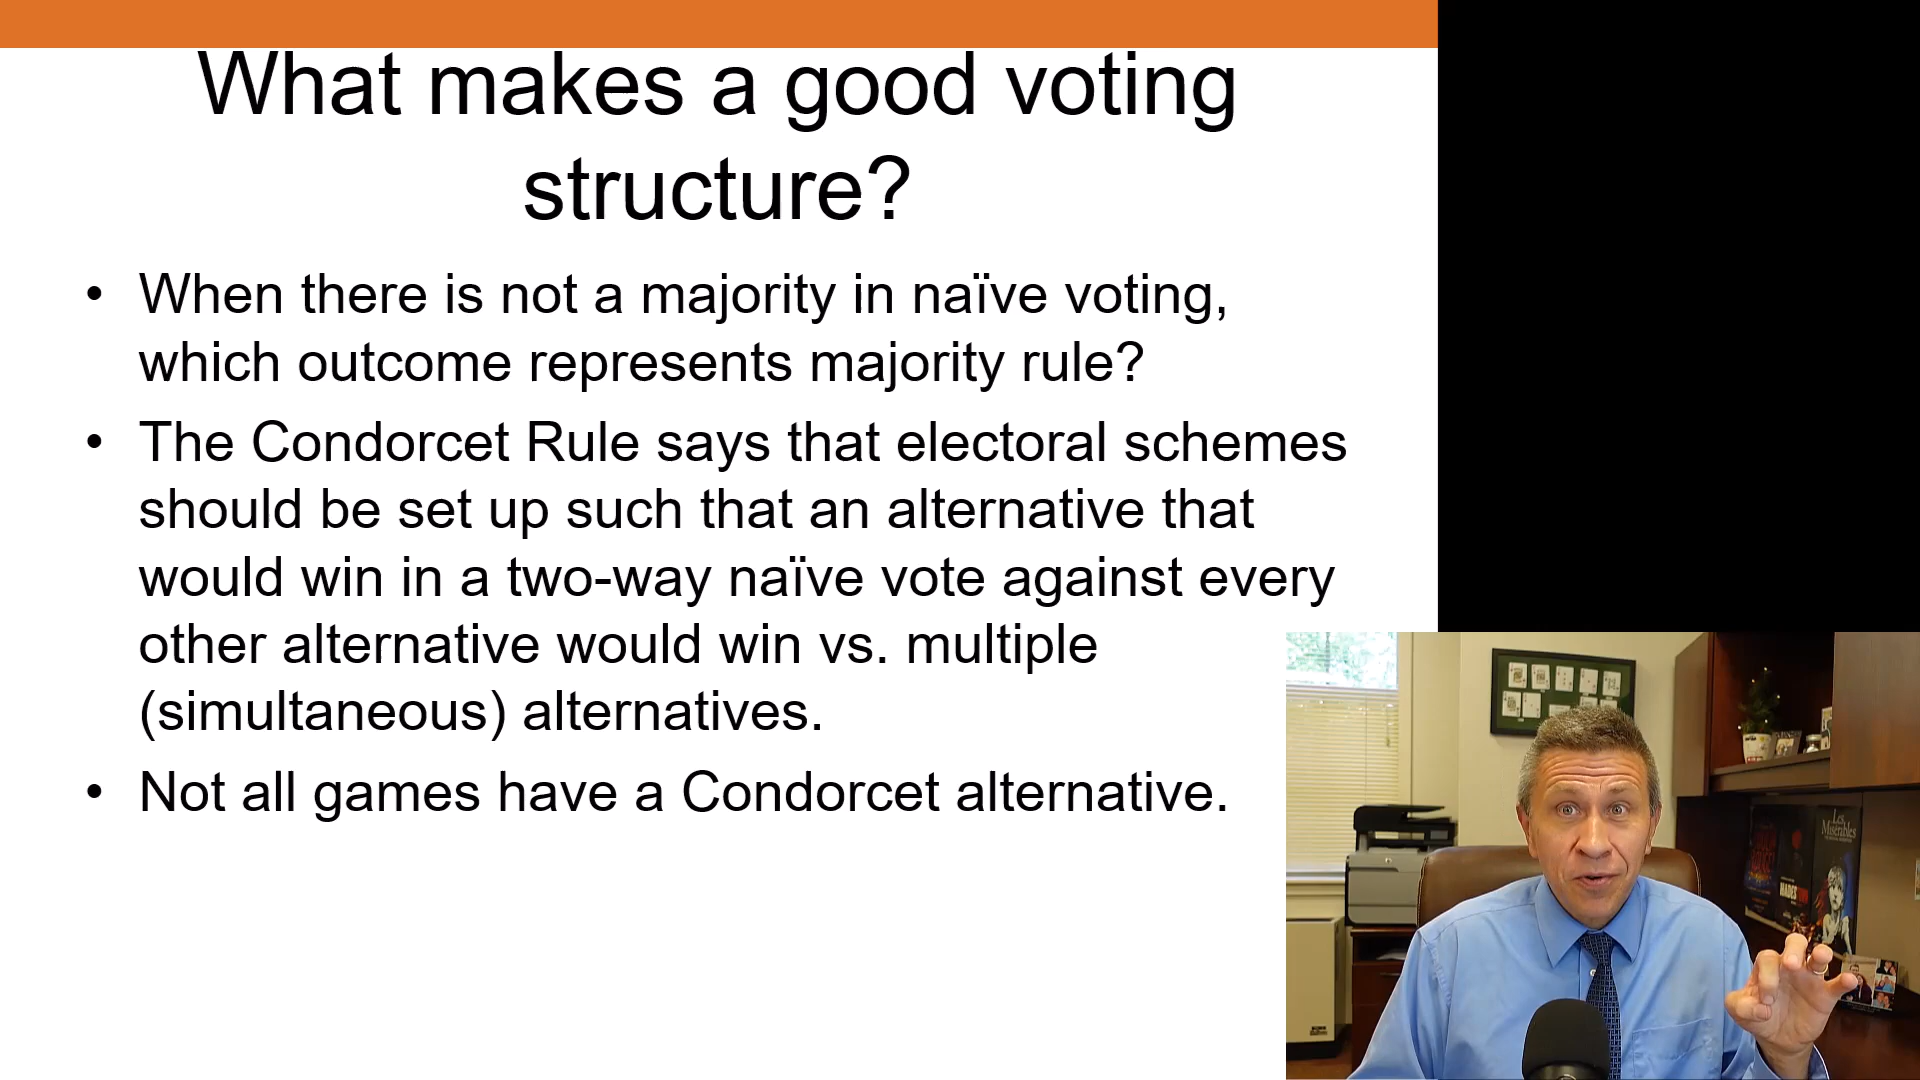 What makes a good voting
structure?
• When there is not a majority in naïve voting,
which outcome represents majority rule?
• The Condorcet Rule says that electoral schemes
should be set up such that an alternative that
would win in a two-way naïve vote against every
other alternative would win vs. multiple
(simultaneous) alternatives.
• Not all games have a Condorcet alternative.
Les
Misérables